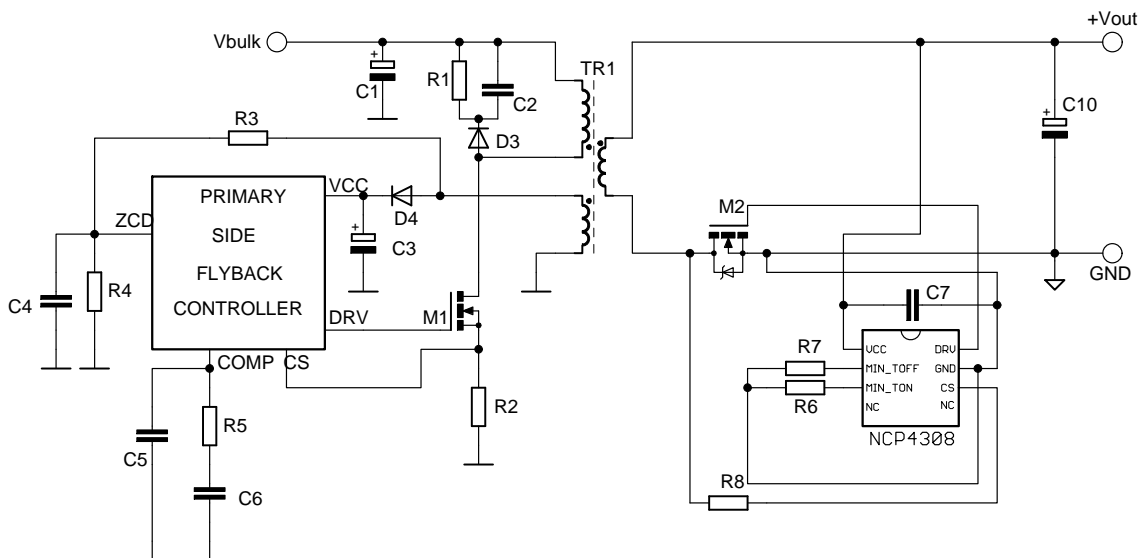 +Vout
Vbulk
+
C1
R1
C2
TR1
+
C10
R3
D3
PRIMARY
SIDE
FLYBACK
CONTROLLER
VCC
ZCD
D4
+
C3
M2
GND
C4
R4
DRV
M1
C7
COMP
CS
R7
R6
VCC
MIN_TOFF
MIN_TON
NC
DRV
GND
CS
NC
NCP4308
R2
R5
C5
C6
R8